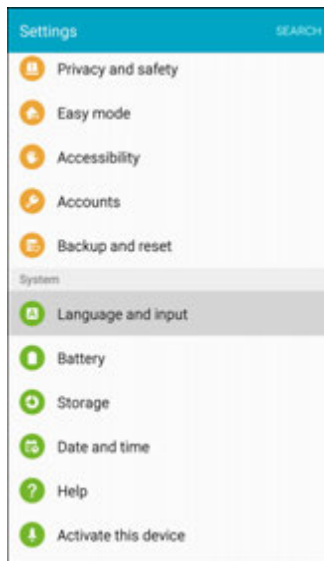 Settings
SEARCH
Privacy and safety
Easy mode
Accessibility
Accounts
Backup and reset
System
Language and input
Battery
Storage
Date and time
Help
Activate this device